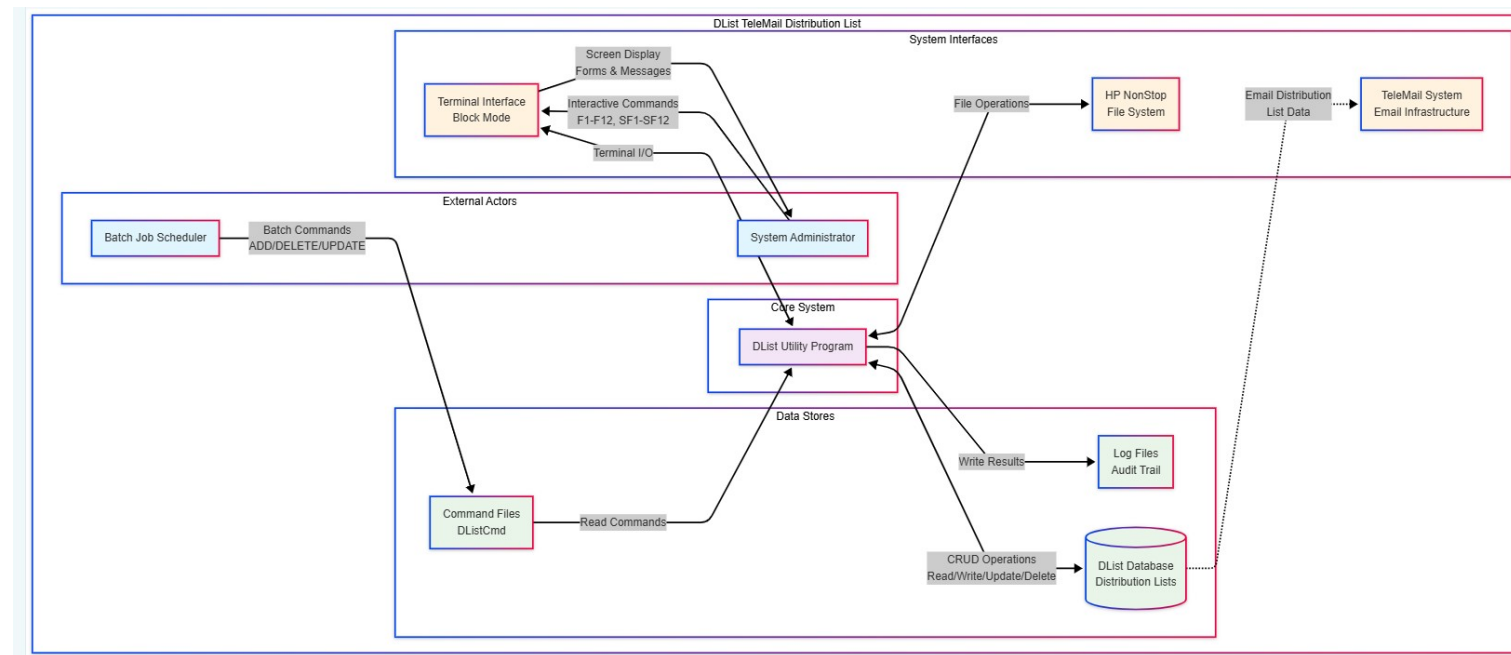 DList TeleMail Distribution List
System Interfaces
Screen Display
Forms & Messages
Terminal Interface
Block Mode
Interactive Commands
F1-F12, SF1-SF12
Terminal I/O
File Operations
HP NonStop
File System
Email Distribution
List Data
TeleMail System
Email Infrastructure
External Actors
Batch Job Scheduler
Batch Commands
ADD/DELETE/UPDATE
System Administrator
Core System
DList Utility Program
Data Stores
Write Results
Log Files
Audit Trail
Command Files
DListCmd
Read Commands
CRUD Operations
Read/Write/Update/Delete
DList Database
Distribution Lists